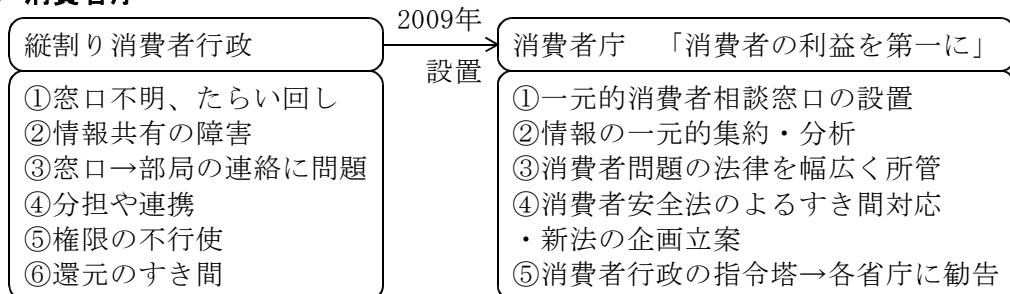 消費者庁
縦割り消費者行政
2009年
設置
消費者庁　「消費者の利益を第一に」
①窓口不明、たらい回し
②情報共有の障害
③窓口→部局の連絡に問題
④分担や連携
⑤権限の不行使
⑥還元のすき間
①一元的消費者相談窓口の設置
②情報の一元的集約・分析
③消費者問題の法律を幅広く所管
④消費者安全法のよるすき間対応
・新法の企画立案
⑤消費者行政の指令塔→各省庁に勧告